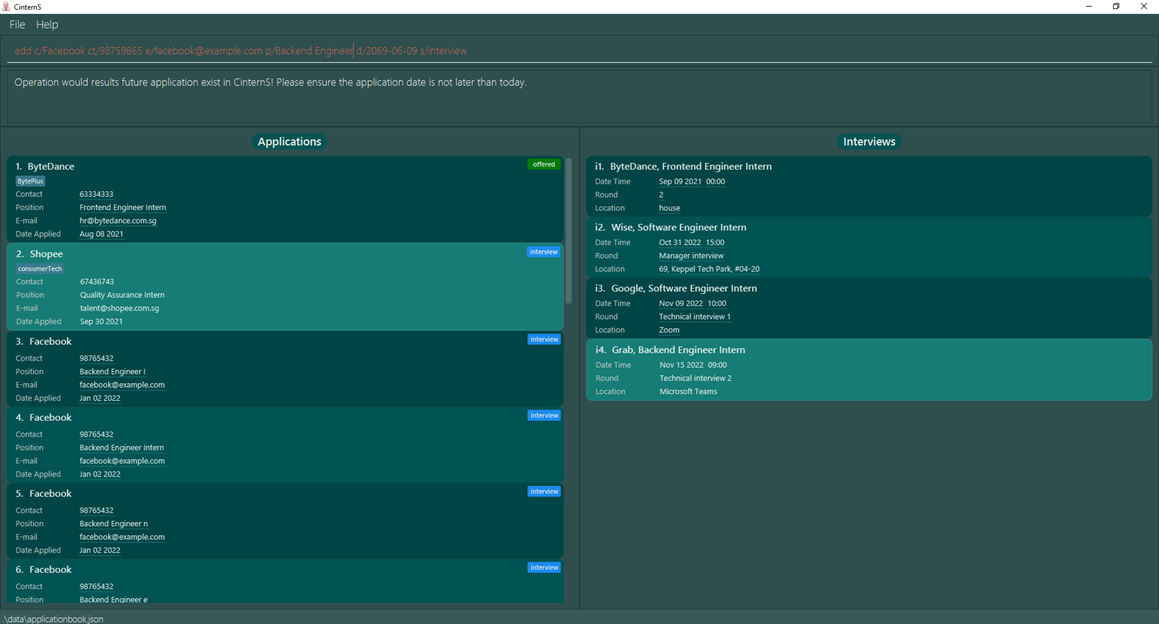 CinternS
File Help
add c/Facebook ct/98759865 e/facebook@example.com p/Backend Engineer d/2069-06-09 s/interview
Operation would results future application exist in CinternS! Please ensure the application date is not later than today.
Applications
1. ByteDance offered
BytePlus
Contact 63334333
Position Frontend Engineer Intern
E-mail hr@bytedance.com.sg
Date Applied Aug 08 2021
2. Shopee interview
consumerTech
Contact 67436743
Position Quality Assurance Intern
E-mail talent@shopee.com.sg
Date Applied Sep 30 2021
3. Facebook interview
Contact 98765432
Position Backend Engineer I
E-mail facebook@example.com
Date Applied Jan 02 2022
4. Facebook interview
Contact 98765432
Position Backend Engineer Intern
E-mail facebook@example.com
Date Applied Jan 02 2022
5. Facebook interview
Contact 98765432
Position Backend Engineer n
E-mail facebook@example.com
Date Applied Jan 02 2022
6. Facebook interview
Contact 98765432
Position Backend Engineer e
Interviews
i1. ByteDance, Frontend Engineer Intern
Date Time Sep 09 2021 00:00
Round 2
Location house
i2. Wise, Software Engineer Intern
Date Time Oct 31 2022 15:00
Round Manager interview
Location 69, Keppel Tech Park, #04-20
i3. Google, Software Engineer Intern
Date Time Nov 09 2022 10:00
Round Technical interview 1
Location Zoom
i4. Grab, Backend Engineer Intern
Date Time Nov 15 2022 09:00
Round Technical interview 2
Location Microsoft Teams
.\data\applicationbook.json